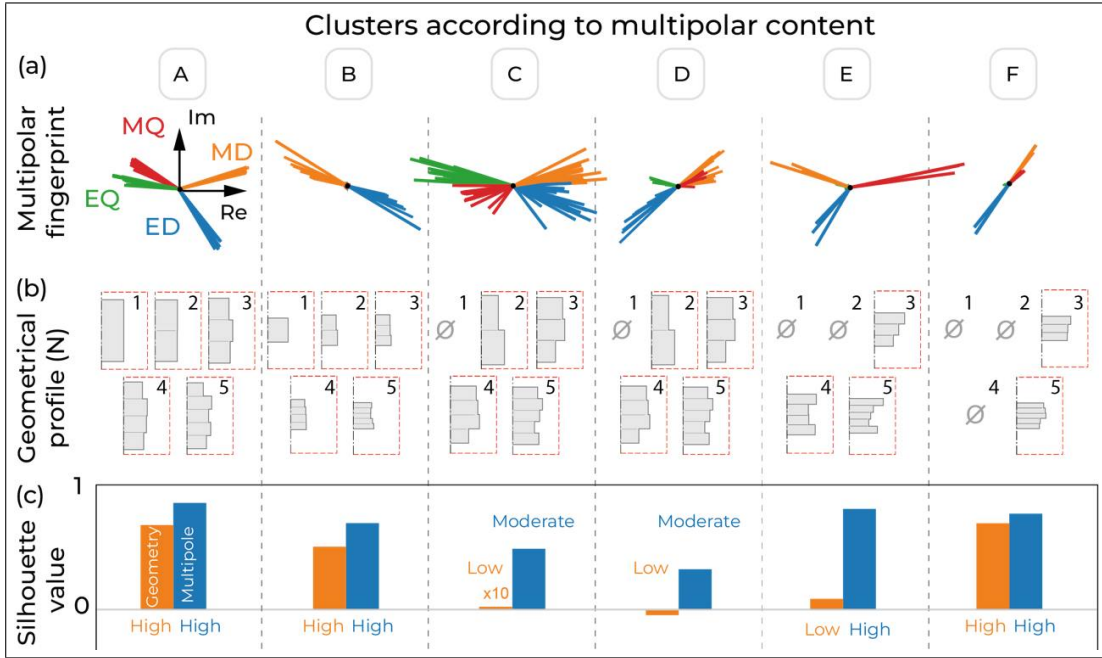 Clusters according to multipolar content
(a)
A B C D E F
Multipolar
fingerprint
MQ Im MD
EQ Re
ED
(b)
Geometrical
profile (N)
1 2 3 1 2 3 1 2 3 1 2 3 1 2 3 1 2 3
∅ ∅ ∅ ∅ ∅ ∅
4 5 4 5 4 5 4 5 4 5 4 5
∅
(c)
Silhouette
value
1
0
Geometry
Multipole
High High
High High
Moderate
Low
x10
Moderate
Low
Low High
High High